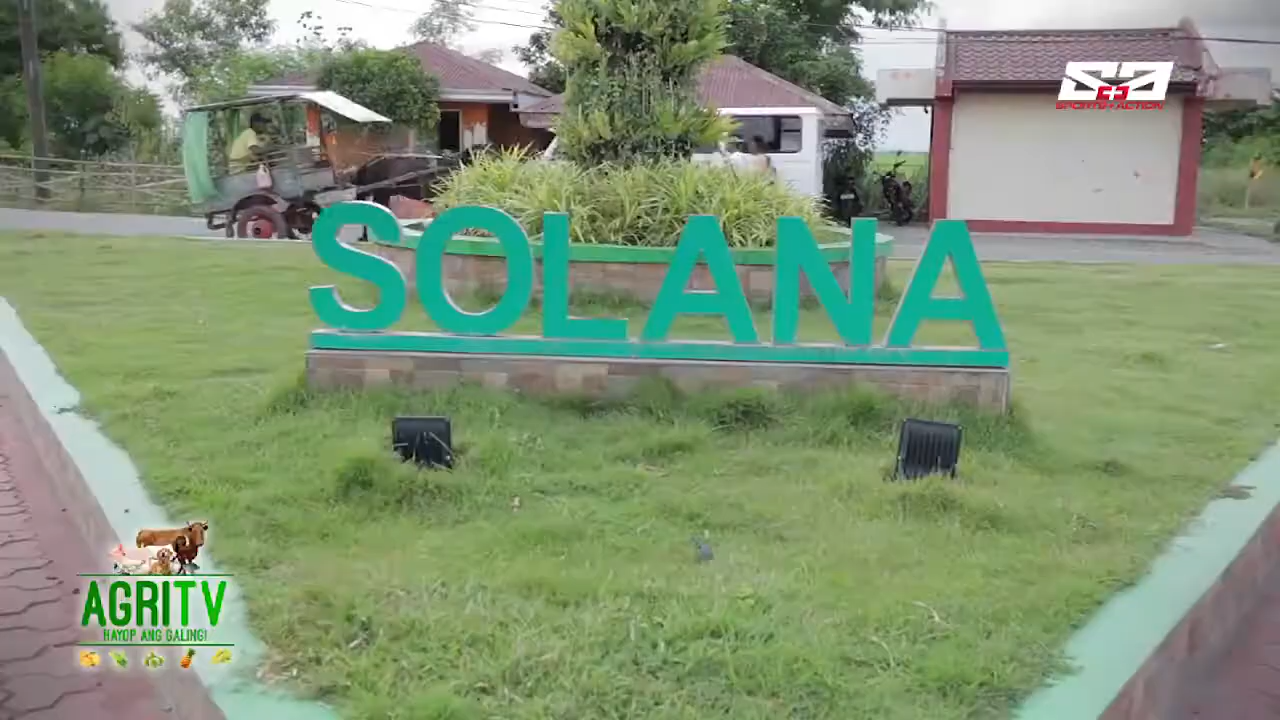 S+A
SPORTS+ACTION
SOLANA
AGRITV
HAYOP ANG GALING!